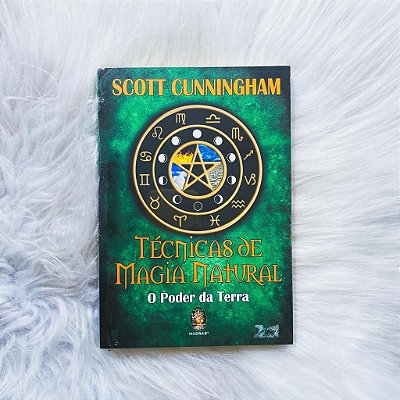 SCOTT CUNNINGHAM
TÉCNICAS DE
MAGIA NATURAL
O Poder da Terra
MADRAS